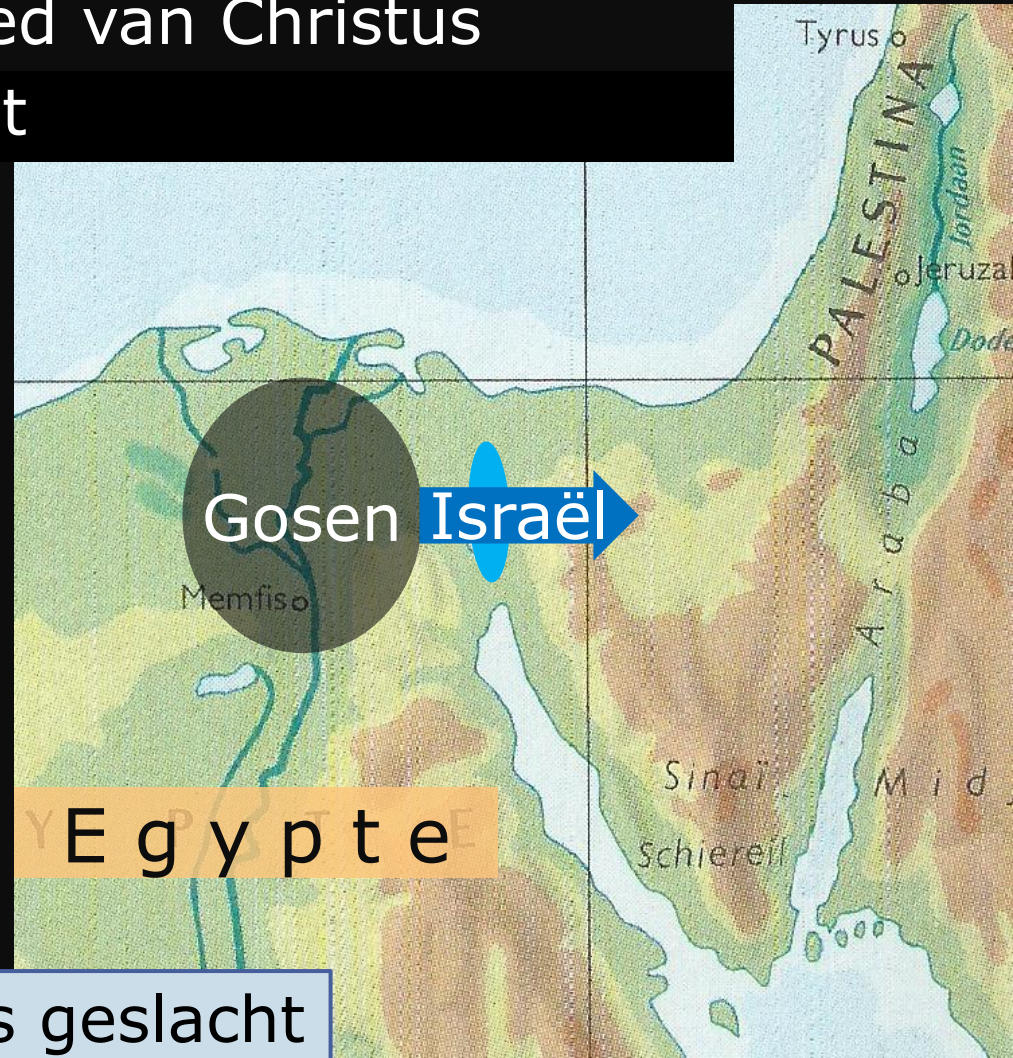 ed van Christus
t
Tyrus
PALESTINA
Jordaan
Jeruzal
Dode
Gosen
Israël
Memfis
Araba
Sinaï
Mid
Schiereil
Egypte
s geslacht